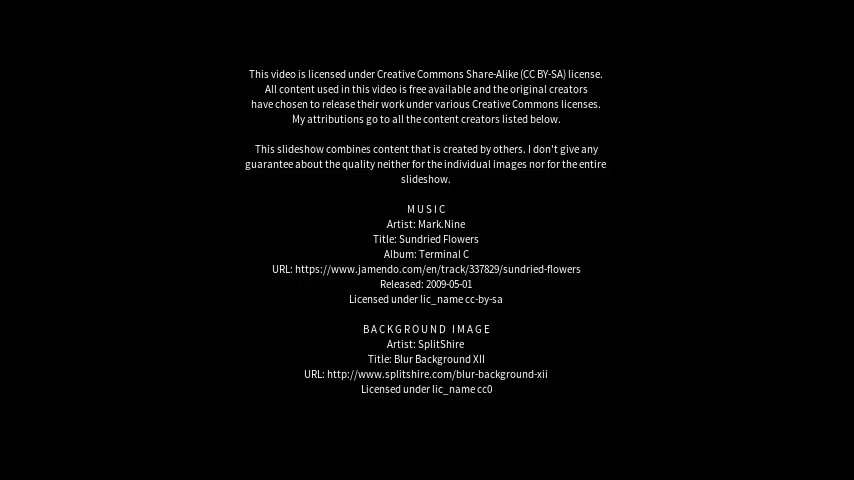 This video is licensed under Creative Commons Share-Alike (CC BY-SA) license.
All content used in this video is free available and the original creators
have chosen to release their work under various Creative Commons licenses.
My attributions go to all the content creators listed below.
This slideshow combines content that is created by others. I don't give any
guarantee about the quality neither for the individual images nor for the entire
slideshow.
MUSIC
Artist: Mark.Nine
Title: Sundried Flowers
Album: Terminal C
URL: https://www.jamendo.com/en/track/337829/sundried-flowers
Released: 2009-05-01
Licensed under lic_name cc-by-sa
BACKGROUND IMAGE
Artist: SplitShire
Title: Blur Background XII
URL: http://www.splitshire.com/blur-background-xii
Licensed under lic_name cc0